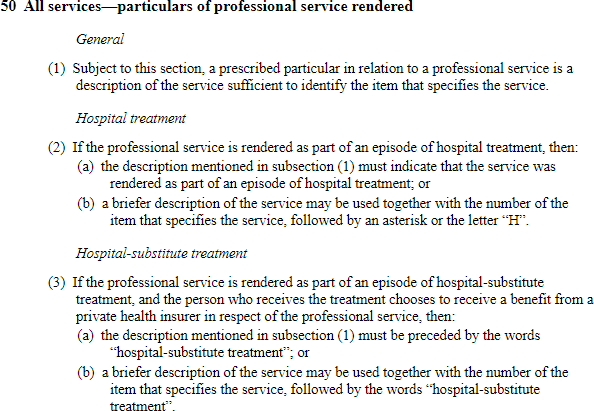 50 All services—particulars of professional service rendered
General
(1) Subject to this section, a prescribed particular in relation to a professional service is a
description of the service sufficient to identify the item that specifies the service.
Hospital treatment
(2) If the professional service is rendered as part of an episode of hospital treatment, then:
(a) the description mentioned in subsection (1) must indicate that the service was
rendered as part of an episode of hospital treatment; or
(b) a briefer description of the service may be used together with the number of the
item that specifies the service, followed by an asterisk or the letter “H”.
Hospital-substitute treatment
(3) If the professional service is rendered as part of an episode of hospital-substitute
treatment, and the person who receives the treatment chooses to receive a benefit from a
private health insurer in respect of the professional service, then:
(a) the description mentioned in subsection (1) must be preceded by the words
“hospital-substitute treatment”; or
(b) a briefer description of the service may be used together with the number of the
item that specifies the service, followed by the words “hospital-substitute
treatment”.